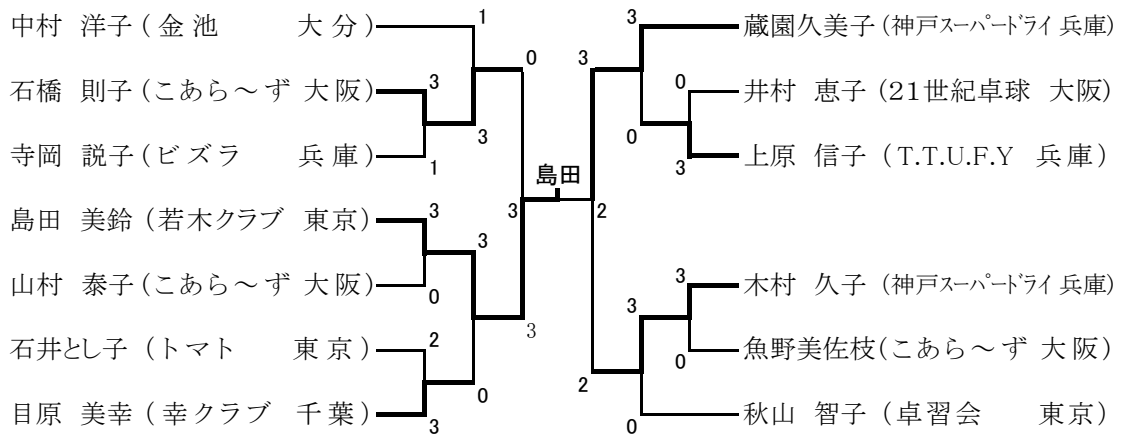 中村 洋子(金池 大分)
石橋 則子(こあら～ず 大阪)
寺岡 説子(ビズラ 兵庫)
島田 美鈴(若木クラブ 東京)
山村 泰子(こあら～ず 大阪)
石井とし子 (トマト 東京)
目原 美幸(幸クラブ 千葉)
1
3
1
3
0
3
0
2
3
3
0
3
3
島田
2
3
2
3
0
0
3
3
0
3
0
蔵園久美子(神戸スーパードライ 兵庫)
井村 恵子(21世紀卓球 大阪)
上原 信子(T.T.U.F.Y 兵庫)
木村 久子(神戸スーパードライ 兵庫)
魚野美佐枝(こあら～ず 大阪)
秋山 智子(卓習会 東京)